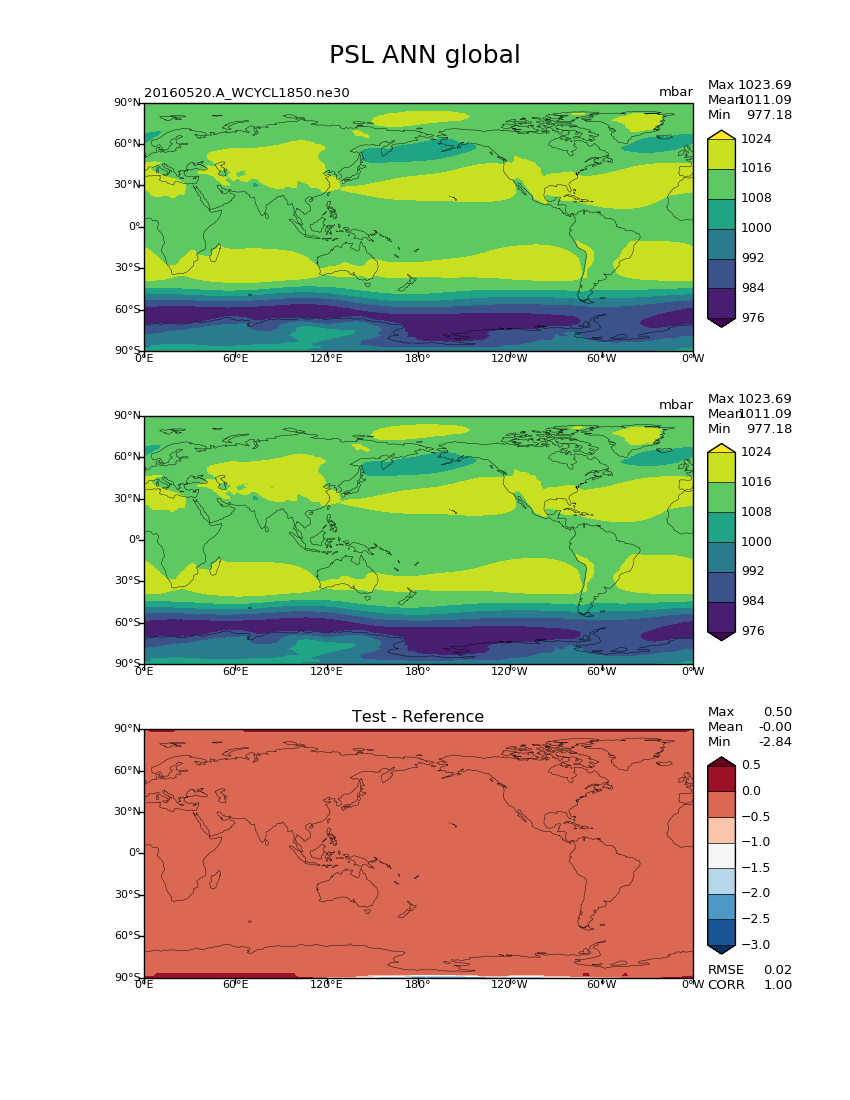 PSL ANN global
20160520.A_WCYCL1850.ne30 mbar
Max 1023.69
Mean 1011.09
Min 977.18
90°N
60°N
30°N
0°
30°S
60°S
90°S
0°E 60°E 120°E 180° 120°W 60°W 0°W
1024
1016
1008
1000
992
984
976
mbar
Max 1023.69
Mean 1011.09
Min 977.18
90°N
60°N
30°N
0°
30°S
60°S
90°S
0°E 60°E 120°E 180° 120°W 60°W 0°W
1024
1016
1008
1000
992
984
976
Test - Reference
Max 0.50
Mean -0.00
Min -2.84
90°N
60°N
30°N
0°
30°S
60°S
90°S
0°E 60°E 120°E 180° 120°W 60°W 0°W
0.5
0.0
−0.5
−1.0
−1.5
−2.0
−2.5
−3.0
RMSE 0.02
CORR 1.00